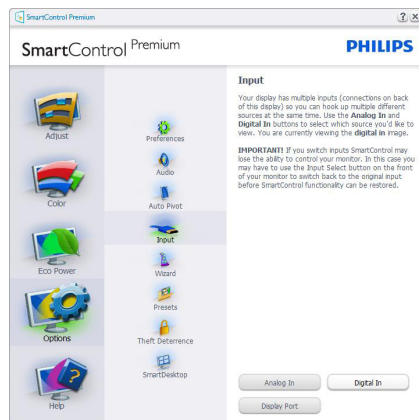 SmartControl Premium
SmartControl Premium
PHILIPS
Adjust
Color
Eco Power
Options
Help
Preferences
Audio
Auto Pivot
Input
Wizard
Presets
Theft Deterrence
SmartDesktop
Input
Your display has multiple inputs (connections on back
of this display) so you can hook up multiple different
sources at the same time. Use the Analog In and
Digital In buttons to select which source you'd like to
view. You are currently viewing the digital in image.
IMPORTANT! If you switch inputs SmartControl may
lose the ability to control your monitor. In this case you
may have to use the Input Select button on the front
of your monitor to switch back to the original input
before SmartControl functionality can be restored.
Analog In
Digital In
Display Port